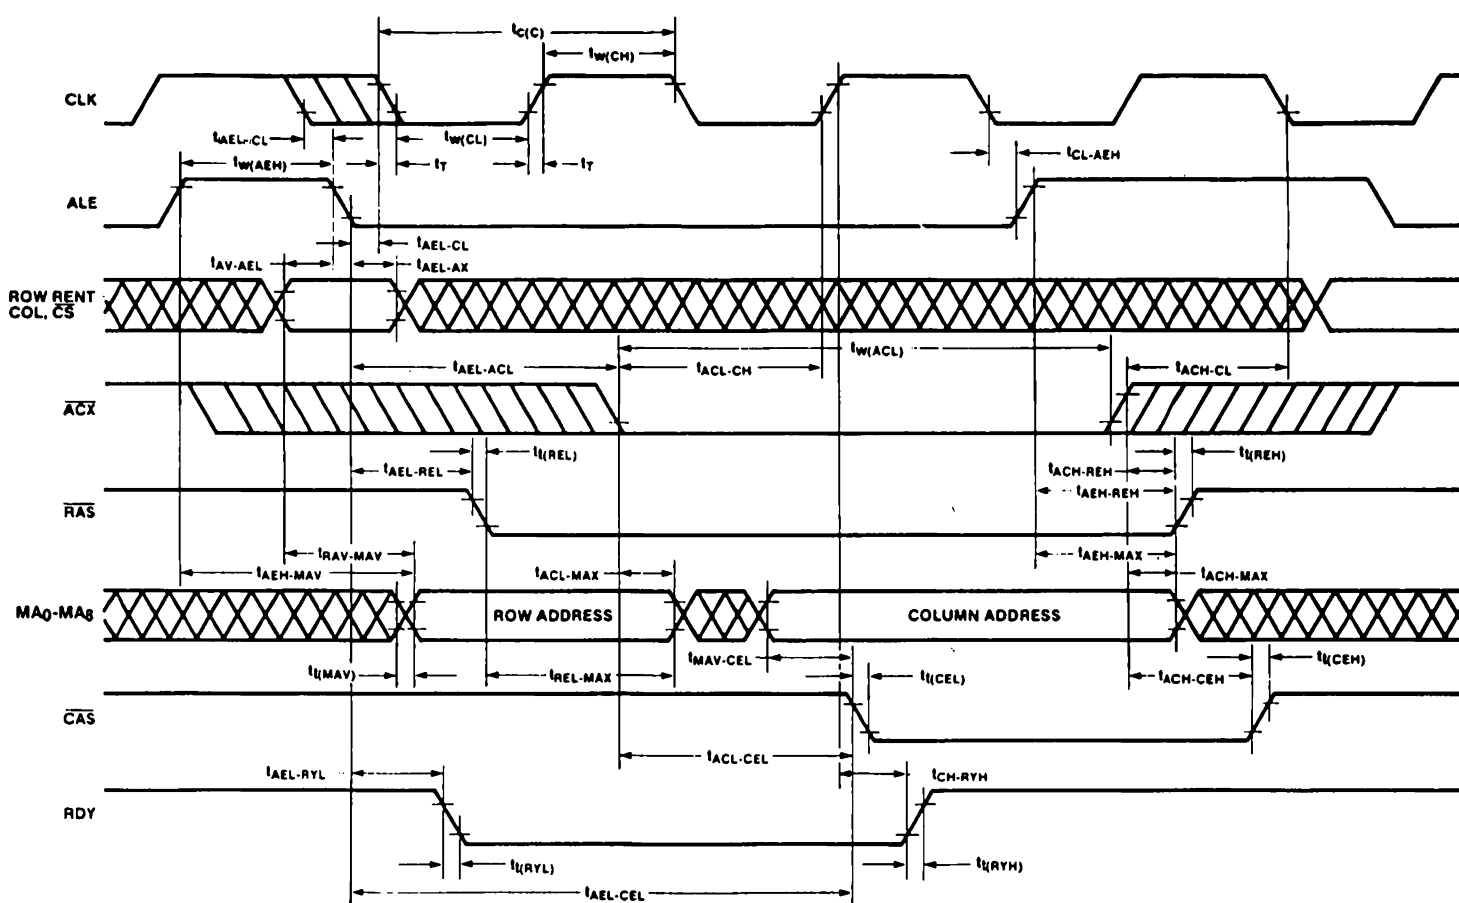 tC(C)
tW(CH)
CLK
tAEL-CL
tW(CL)
tW(AEH)
tT
tT
tCL-AEH
ALE
tAEL-CL
tAV-AEL
tAEL-AX
ROW RENT
COL, CS
tW(ACL)
tAEL-ACL
tACL-CH
tACH-CL
ACX
tt(REL)
tAEL-REL
tt(REH)
tACH-REH
tAEH-REH
RAS
tRAV-MAV
tAEH-MAX
tAEH-MAV
tACL-MAX
tACH-MAX
MA0-MA8
ROW ADDRESS
COLUMN ADDRESS
tMAV-CEL
tt(MAV)
tREL-MAX
tt(CEL)
tACH-CEH
tt(CEH)
CAS
tACL-CEL
tAEL-RYL
tCH-RYH
RDY
tt(RYL)
tt(RYH)
tAEL-CEL